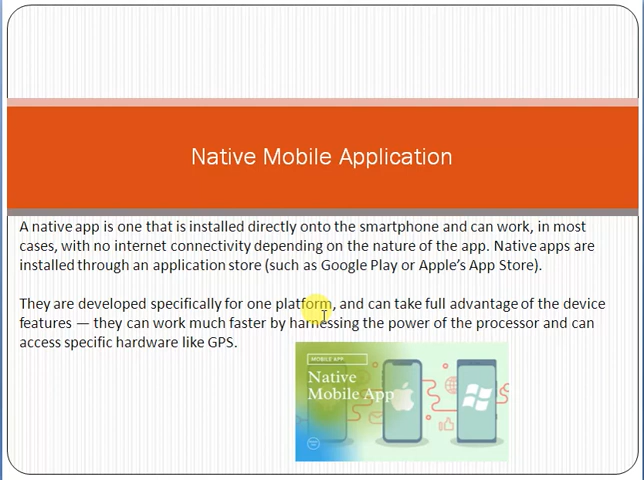 Native Mobile Application
A native app is one that is installed directly onto the smartphone and can work, in most
cases, with no internet connectivity depending on the nature of the app. Native apps are
installed through an application store (such as Google Play or Apple’s App Store).
They are developed specifically for one platform, and can take full advantage of the device
features — they can work much faster by harnessing the power of the processor and can
access specific hardware like GPS.
MOBILE APP
Native
Mobile App